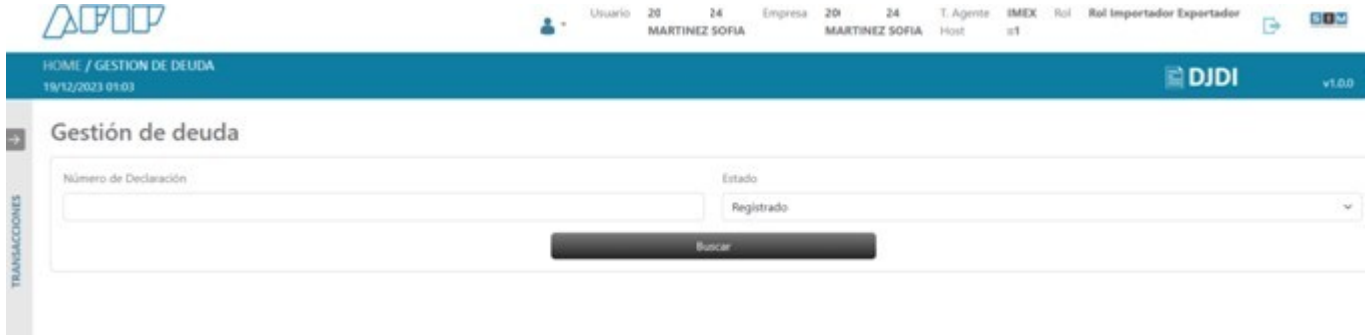 AFIP
Usuario 20 24 Empresa 20 24 T. Agente IMEX Rol Rol Importador Exportador
MARTINEZ SOFIA MARTINEZ SOFIA Host
SIM
HOME / GESTION DE DEUDA
19/12/2023 01:03
DJDI
v1.0.0
Gestión de deuda
Número de Declaración
Estado
Registrado
Buscar
TRANSACCIONES